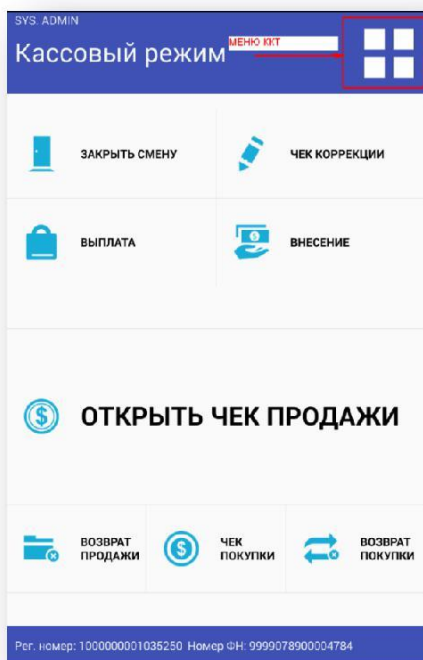 SYS. ADMIN
Кассовый режим
МЕНЮ ККТ
ЗАКРЫТЬ СМЕНУ
ЧЕК КОРРЕКЦИИ
ВЫПЛАТА
ВНЕСЕНИЕ
ОТКРЫТЬ ЧЕК ПРОДАЖИ
ВОЗВРАТ
ПРОДАЖИ
ЧЕК
ПОКУПКИ
ВОЗВРАТ
ПОКУПКИ
Рег. номер: 1000000001035250 Номер ФН: 9999078900004784